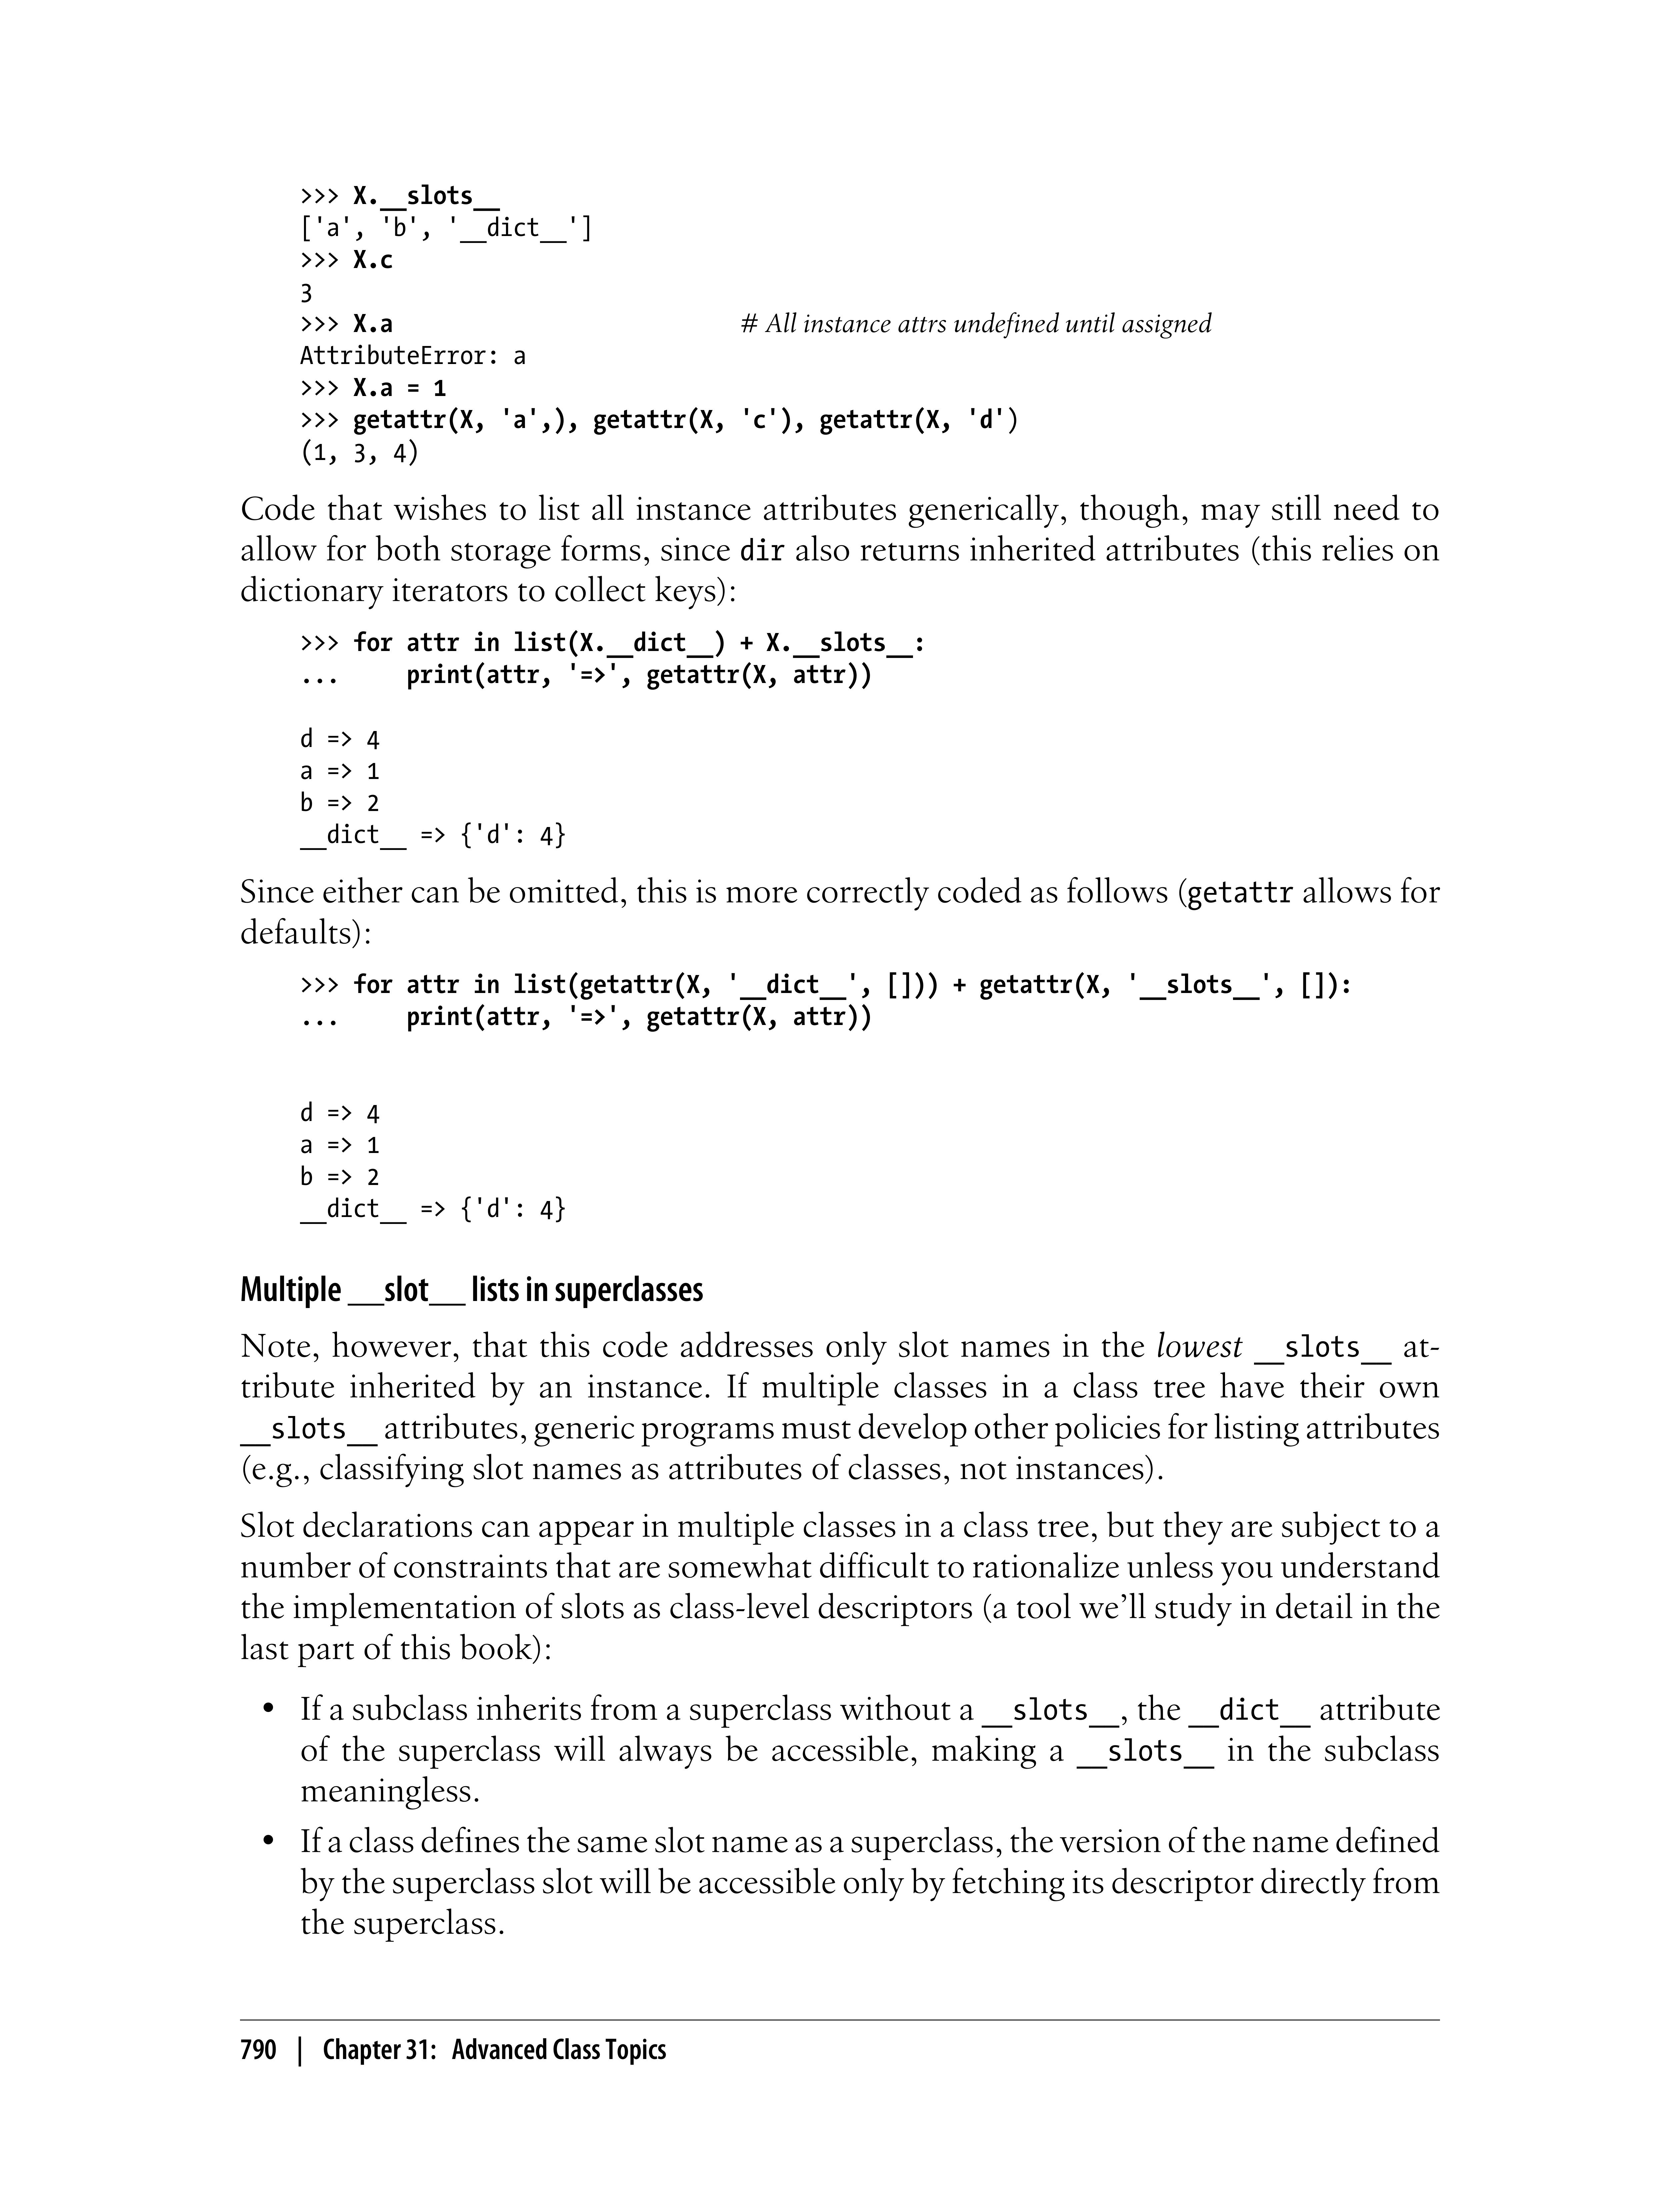 >>> X.__slots__
['a', 'b', '__dict__']
>>> X.c
3
>>> X.a # All instance attrs undefined until assigned
AttributeError: a
>>> X.a = 1
>>> getattr(X, 'a',), getattr(X, 'c'), getattr(X, 'd')
(1, 3, 4)
Code that wishes to list all instance attributes generically, though, may still need to
allow for both storage forms, since dir also returns inherited attributes (this relies on
dictionary iterators to collect keys):
>>> for attr in list(X.__dict__) + X.__slots__:
...     print(attr, '=>', getattr(X, attr))
d => 4
a => 1
b => 2
__dict__ => {'d': 4}
Since either can be omitted, this is more correctly coded as follows (getattr allows for
defaults):
>>> for attr in list(getattr(X, '__dict__', [])) + getattr(X, '__slots__', []):
...     print(attr, '=>', getattr(X, attr))
d => 4
a => 1
b => 2
__dict__ => {'d': 4}
Multiple __slot__ lists in superclasses
Note, however, that this code addresses only slot names in the lowest __slots__ at-
tribute inherited by an instance. If multiple classes in a class tree have their own
__slots__ attributes, generic programs must develop other policies for listing attributes
(e.g., classifying slot names as attributes of classes, not instances).
Slot declarations can appear in multiple classes in a class tree, but they are subject to a
number of constraints that are somewhat difficult to rationalize unless you understand
the implementation of slots as class-level descriptors (a tool we’ll study in detail in the
last part of this book):
• If a subclass inherits from a superclass without a __slots__, the __dict__ attribute
of the superclass will always be accessible, making a __slots__ in the subclass
meaningless.
• If a class defines the same slot name as a superclass, the version of the name defined
by the superclass slot will be accessible only by fetching its descriptor directly from
the superclass.
790 | Chapter 31: Advanced Class Topics